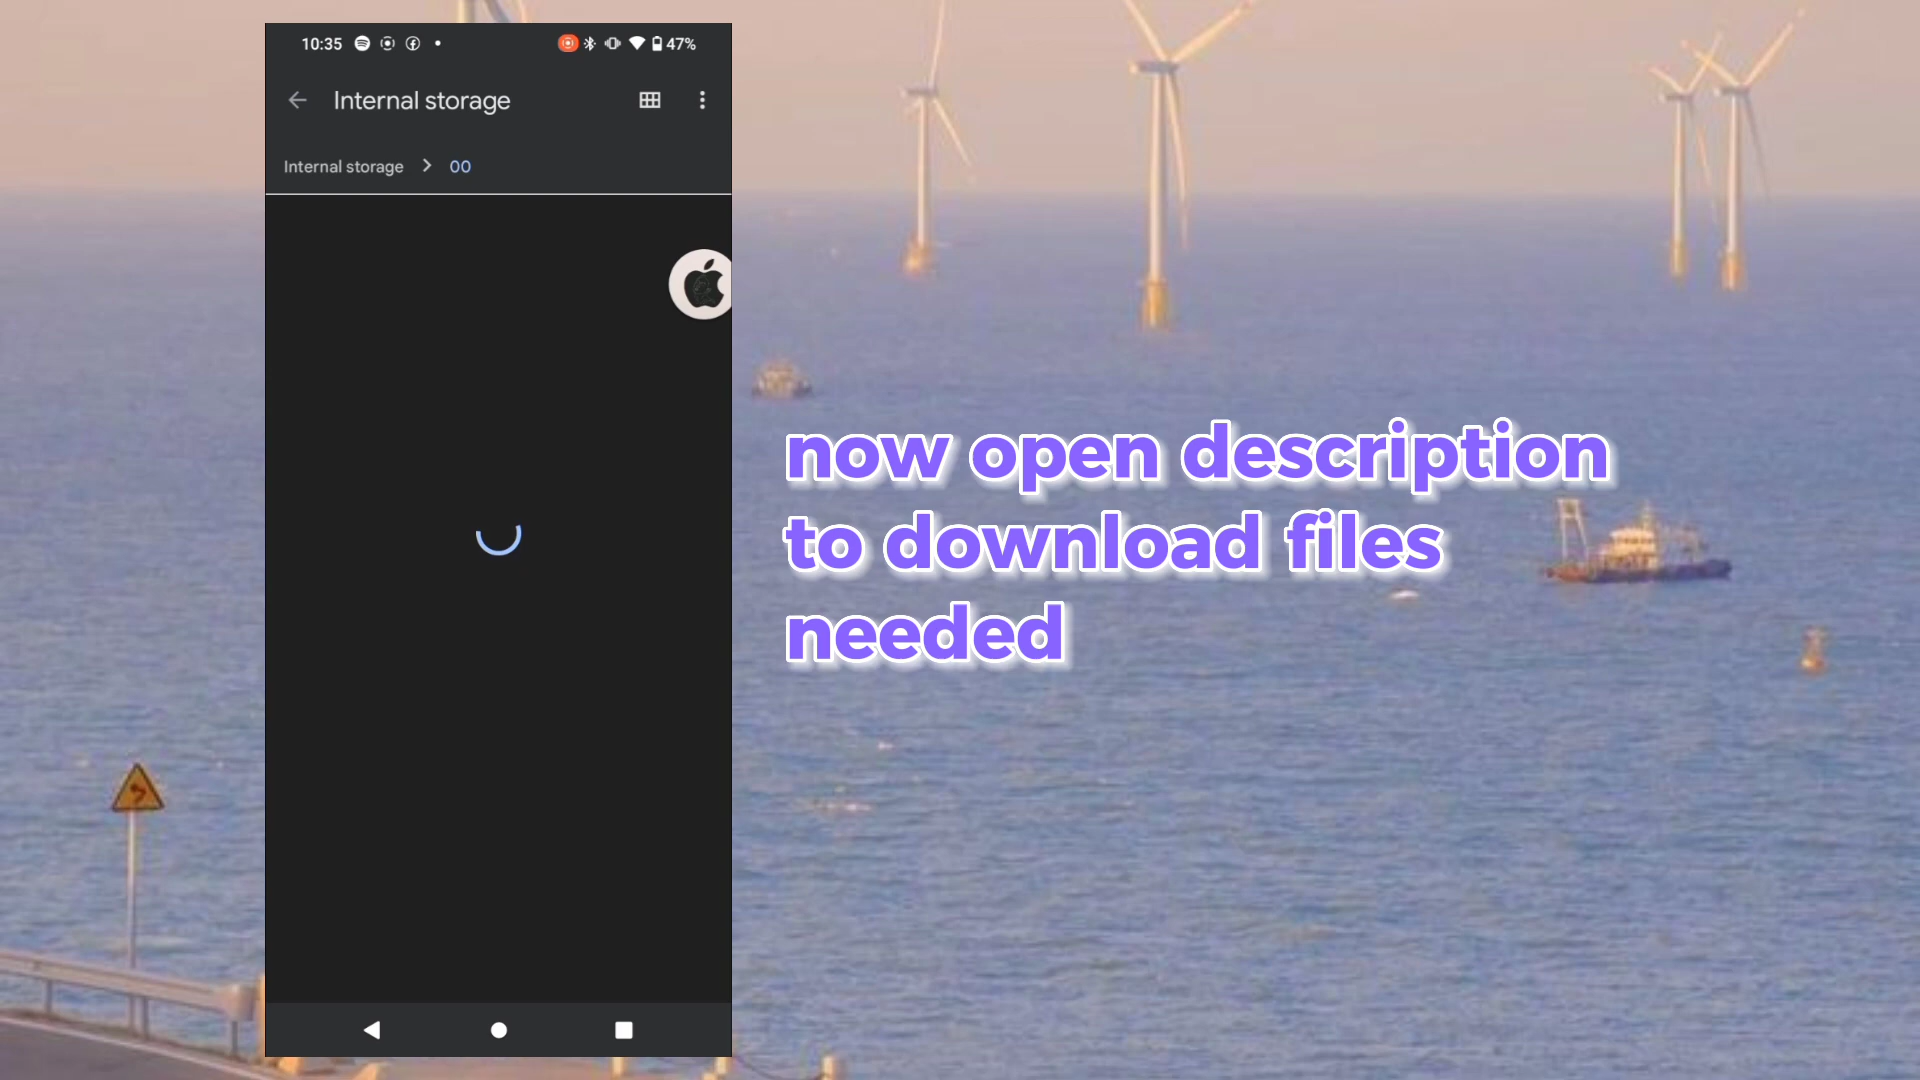 10:35 47%
Internal storage
Internal storage > 00
now open description
to download files
needed